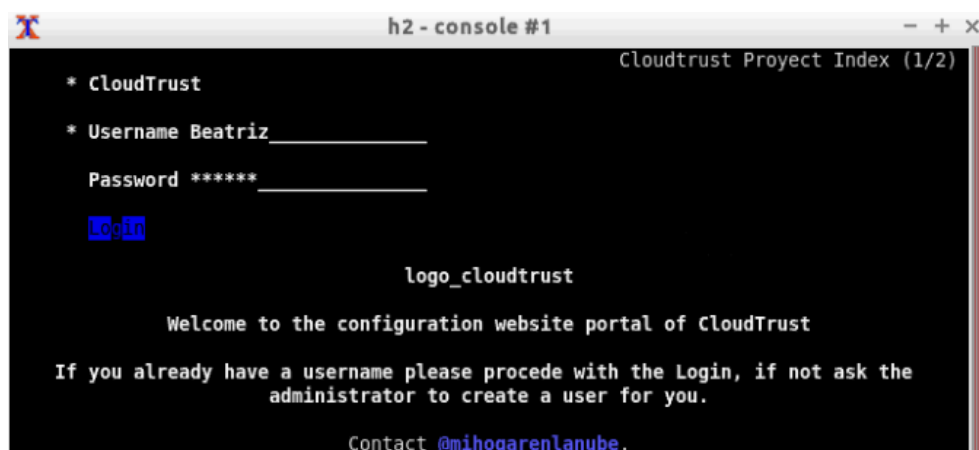 h2 - console #1
Cloudtrust Proyect Index (1/2)
* CloudTrust
* Username Beatriz______________
Password ******_______________
Login
logo_cloudtrust
Welcome to the configuration website portal of CloudTrust
If you already have a username please procede with the Login, if not ask the
administrator to create a user for you.
Contact @mihogarenlanube.